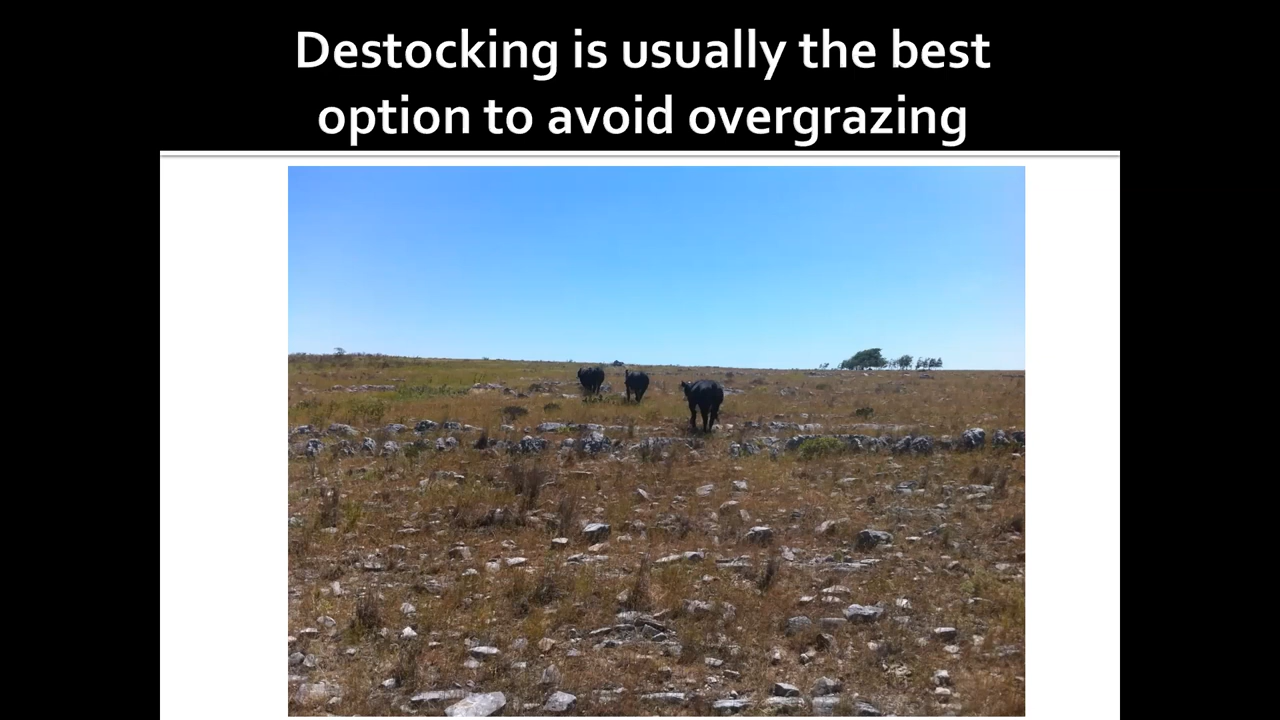 Destocking is usually the best
option to avoid overgrazing